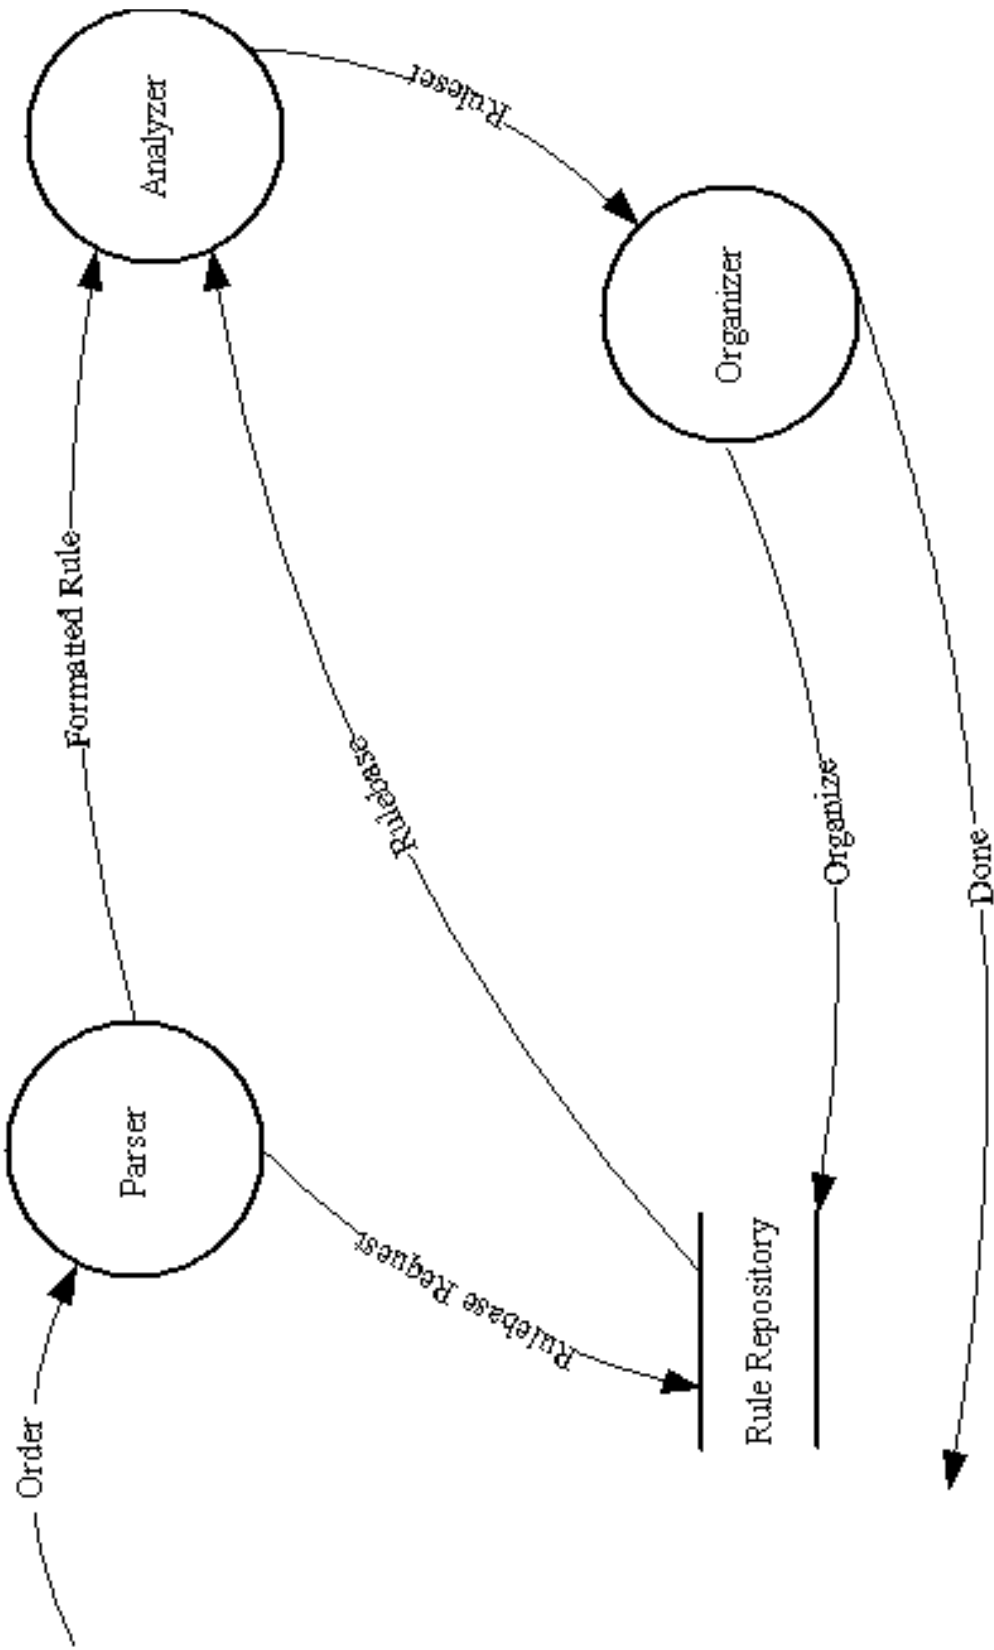 Order
Parser
Formatted Rule
Analyzer
Rulebase Request
Rulebase
Ruleset
Rule Repository
Organize
Organizer
Done